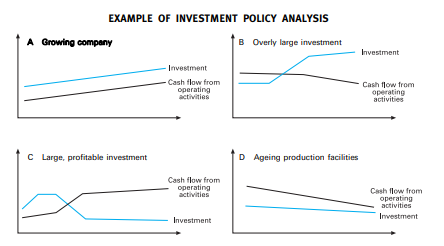 EXAMPLE OF INVESTMENT POLICY ANALYSIS
A Growing company
Investment
Cash flow from
operating
activities
B Overly large investment
Investment
Cash flow from
operating
activities
C Large, profitable investment
Cash flow from
operating
activities
Investment
D Ageing production facilities
Cash flow from
operating
activities
Investment